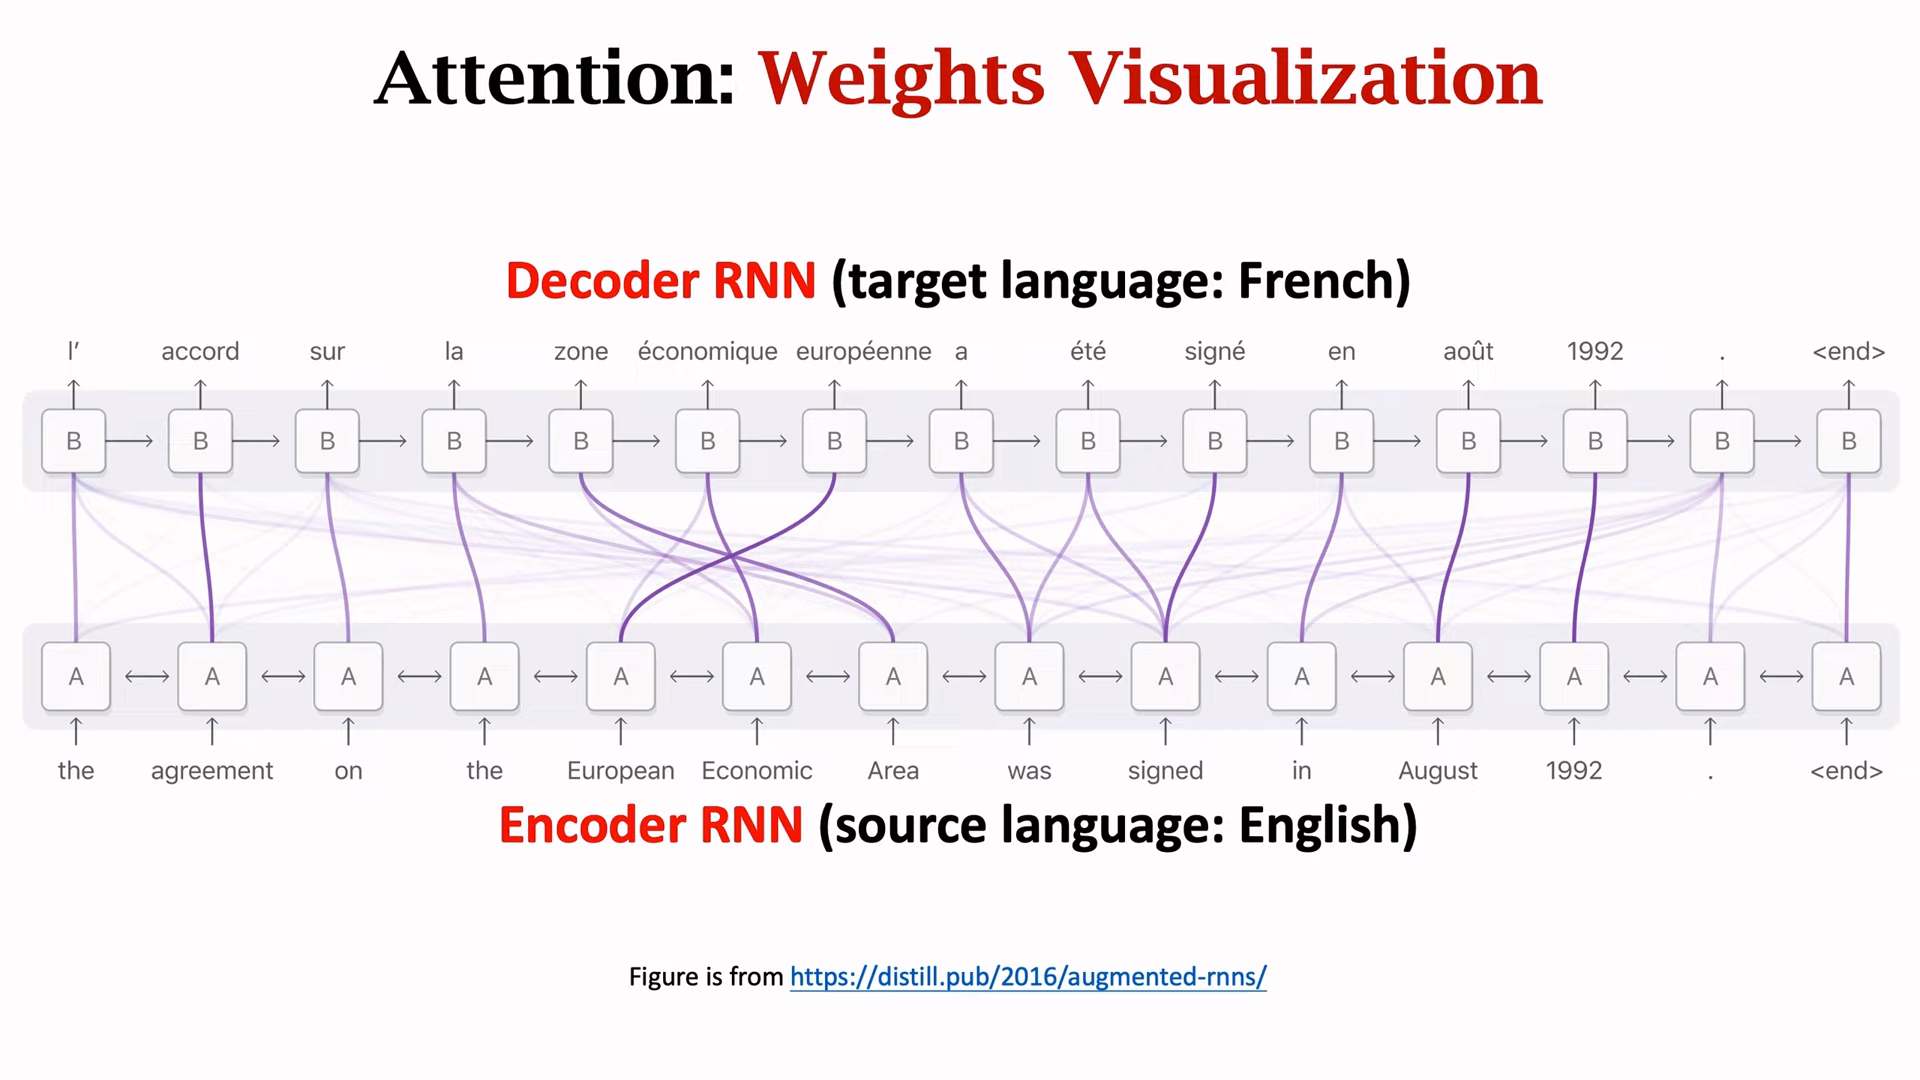 Attention: Weights Visualization
Decoder RNN (target language: French)
l’ accord sur la zone économique européenne a été signé en août 1992 . <end>
B B B B B B B B B B B B B B B
A A A A A A A A A A A A A A
the agreement on the European Economic Area was signed in August 1992 . <end>
Encoder RNN (source language: English)
Figure is from https://distill.pub/2016/augmented-rnns/